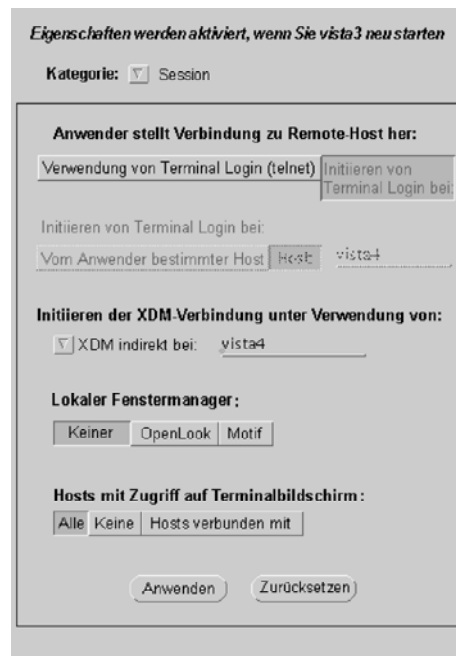 Eigenschaften werden aktiviert, wenn Sie vista3 neu starten
Kategorie: Session
Anwender stellt Verbindung zu Remote-Host her:
Verwendung von Terminal Login (telnet) Initiieren von
Terminal Login bei:
Initiieren von Terminal Login bei:
Vom Anwender bestimmter Host Host: vista4
Initiieren der XDM-Verbindung unter Verwendung von:
XDM indirekt bei: vista4
Lokaler Fenstermanager:
Keiner OpenLook Motif
Hosts mit Zugriff auf Terminalbildschirm:
Alle Keine Hosts verbunden mit
Anwenden Zurücksetzen